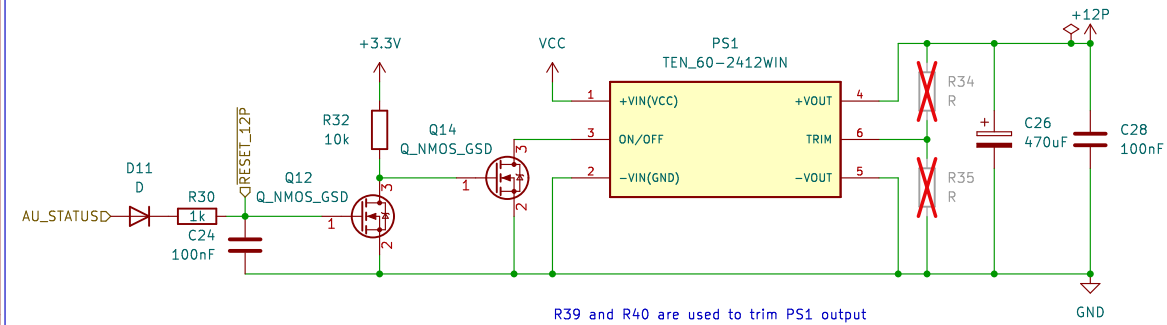 +12P
+3.3V
VCC
PS1
TEN_60-2412WIN
R34
R
1
+VIN(VCC)
+VOUT
4
R32
10k
Q14
Q_NMOS_GSD
3
3
ON/OFF
TRIM
6
C26
470uF
+
C28
100nF
RESET_12P
D11
D
Q12
Q_NMOS_GSD
3
1
2
-VIN(GND)
-VOUT
5
R35
R
AU_STATUS
R30
1k
1
2
C24
100nF
2
GND
R39 and R40 are used to trim PS1 output